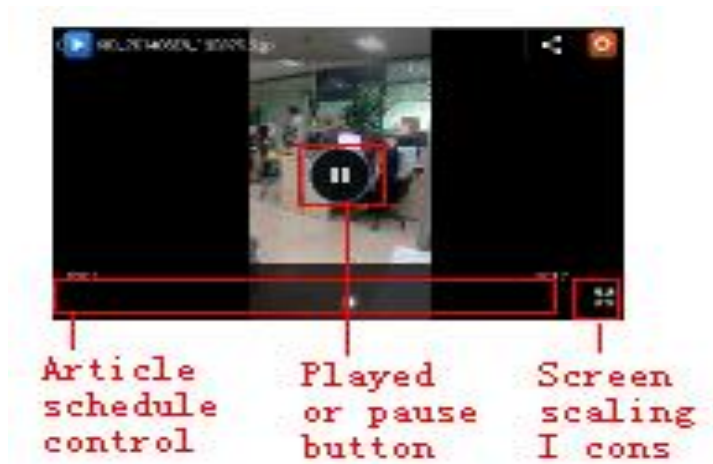 Article
schedule
control
Played
or pause
button
Screen
scaling
I cons